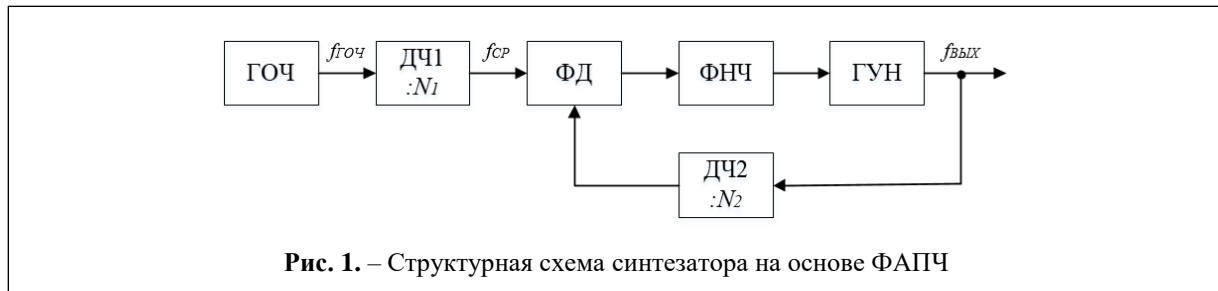 fГОЧ fСР fВЫХ
ГОЧ ДЧ1 ФД ФНЧ ГУН
:N1
ДЧ2
:N2
Рис. 1. – Структурная схема синтезатора на основе ФАПЧ